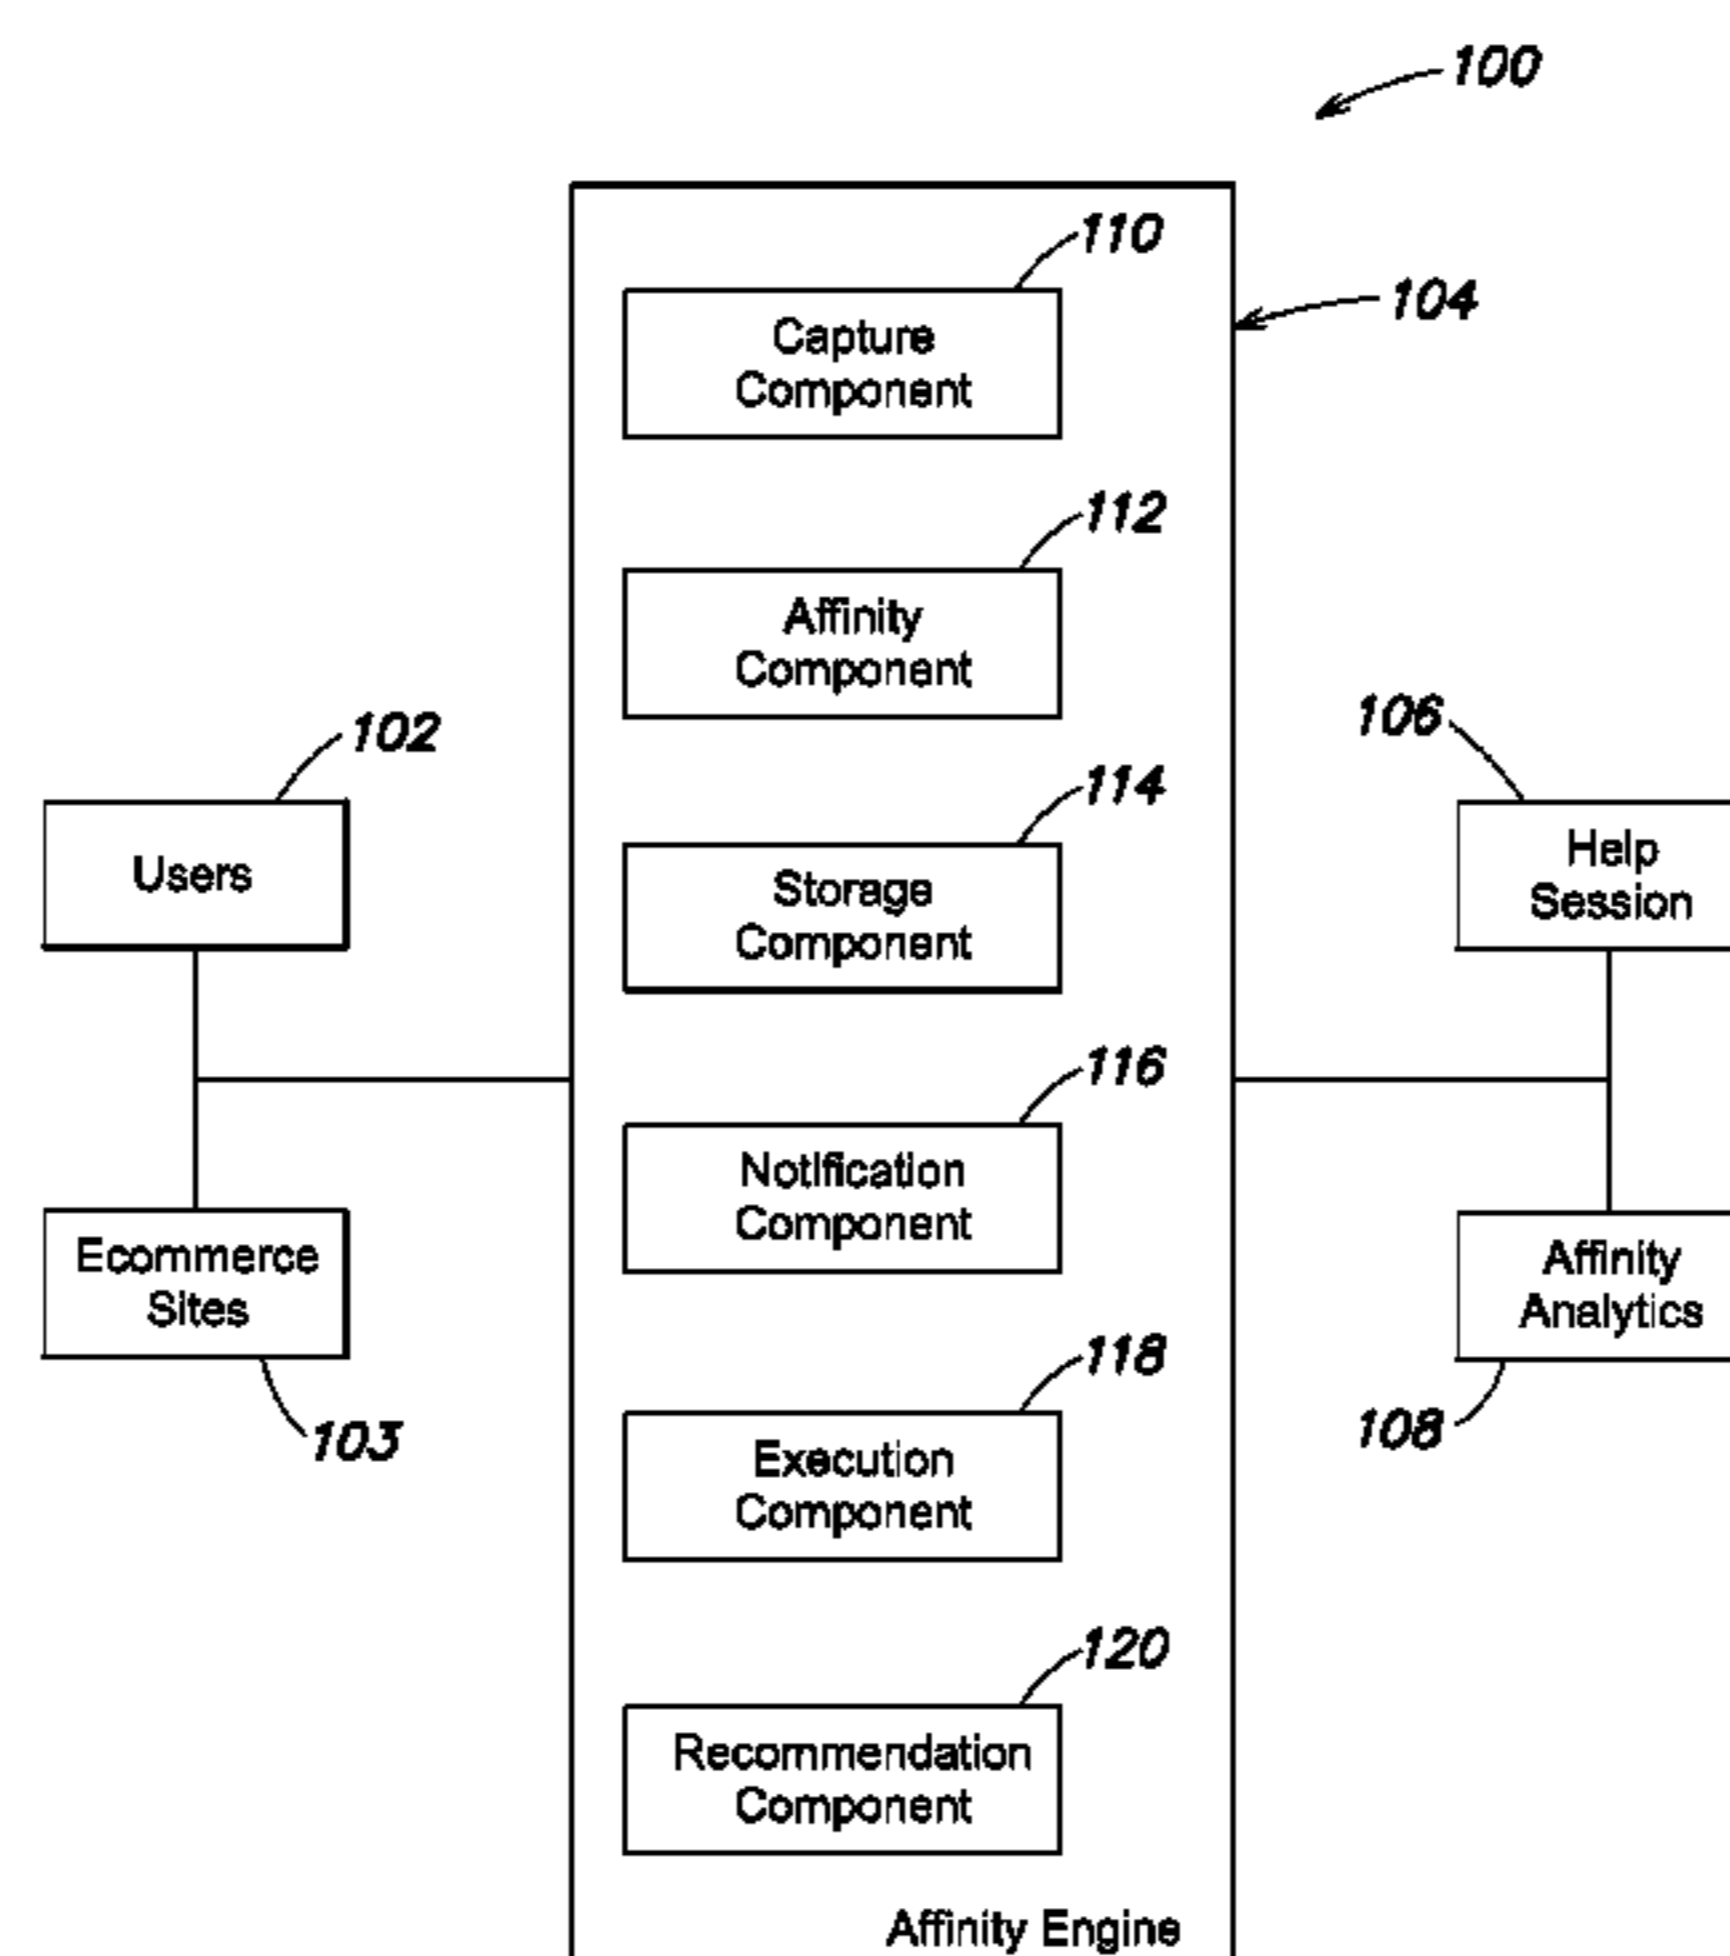 100
110
104
Capture
Component
112
Affinity
Component
102
106
114
Users
Storage
Component
Help
Session
116
Notification
Component
Ecommerce
Sites
Affinity
Analytics
118
103
108
Execution
Component
120
Recommendation
Component
Affinity Engine